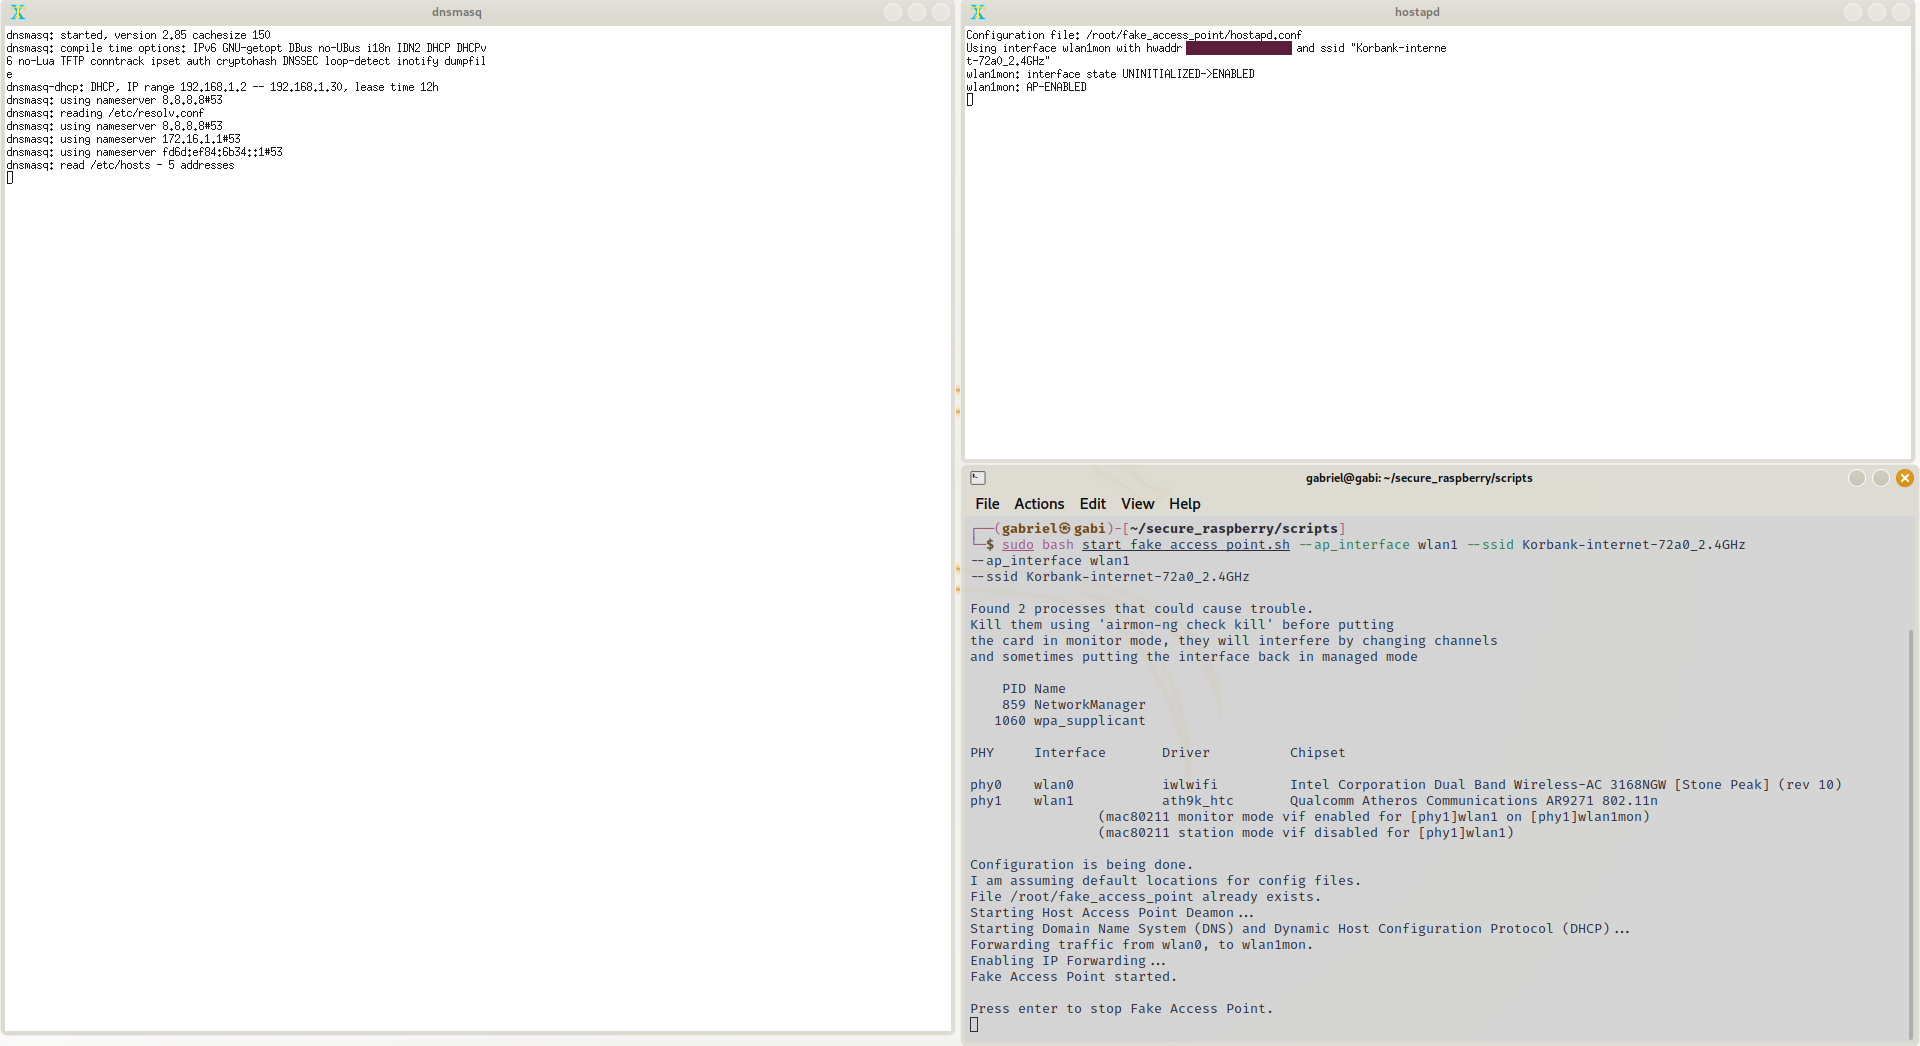 dnsmasq
dnsmasq: started, version 2.85 cachesize 150
dnsmasq: compile time options: IPv6 GNU-getopt DBus no-UBus i18n IDN2 DHCP DHCPv
6 no-Lua TFTP conntrack ipset auth cryptohash DNSSEC loop-detect inotify dumpfil
e
dnsmasq-dhcp: DHCP, IP range 192.168.1.2 -- 192.168.1.30, lease time 12h
dnsmasq: using nameserver 8.8.8.8#53
dnsmasq: reading /etc/resolv.conf
dnsmasq: using nameserver 8.8.8.8#53
dnsmasq: using nameserver 172.16.1.1#53
dnsmasq: using nameserver fd6d:ef84:6b34::1#53
dnsmasq: read /etc/hosts - 5 addresses
hostapd
Configuration file: /root/fake_access_point/hostapd.conf
Using interface wlan1mon with hwaddr and ssid "Korbank-interne
t-72a0_2.4GHz"
wlan1mon: interface state UNINITIALIZED->ENABLED
wlan1mon: AP-ENABLED
gabriel@gabi: ~/secure_raspberry/scripts
File Actions Edit View Help
┌──(gabriel㉿gabi)-[~/secure_raspberry/scripts]
└─$ sudo bash start_fake_access_point.sh --ap_interface wlan1 --ssid Korbank-internet-72a0_2.4GHz
--ap_interface wlan1
--ssid Korbank-internet-72a0_2.4GHz
Found 2 processes that could cause trouble.
Kill them using 'airmon-ng check kill' before putting
the card in monitor mode, they will interfere by changing channels
and sometimes putting the interface back in managed mode
PID Name
859 NetworkManager
1060 wpa_supplicant
PHY Interface Driver Chipset
phy0 wlan0 iwlwifi Intel Corporation Dual Band Wireless-AC 3168NGW [Stone Peak] (rev 10)
phy1 wlan1 ath9k_htc Qualcomm Atheros Communications AR9271 802.11n
(mac80211 monitor mode vif enabled for [phy1]wlan1 on [phy1]wlan1mon)
(mac80211 station mode vif disabled for [phy1]wlan1)
Configuration is being done.
I am assuming default locations for config files.
File /root/fake_access_point already exists.
Starting Host Access Point Deamon...
Starting Domain Name System (DNS) and Dynamic Host Configuration Protocol (DHCP)...
Forwarding traffic from wlan0, to wlan1mon.
Enabling IP Forwarding...
Fake Access Point started.
Press enter to stop Fake Access Point.